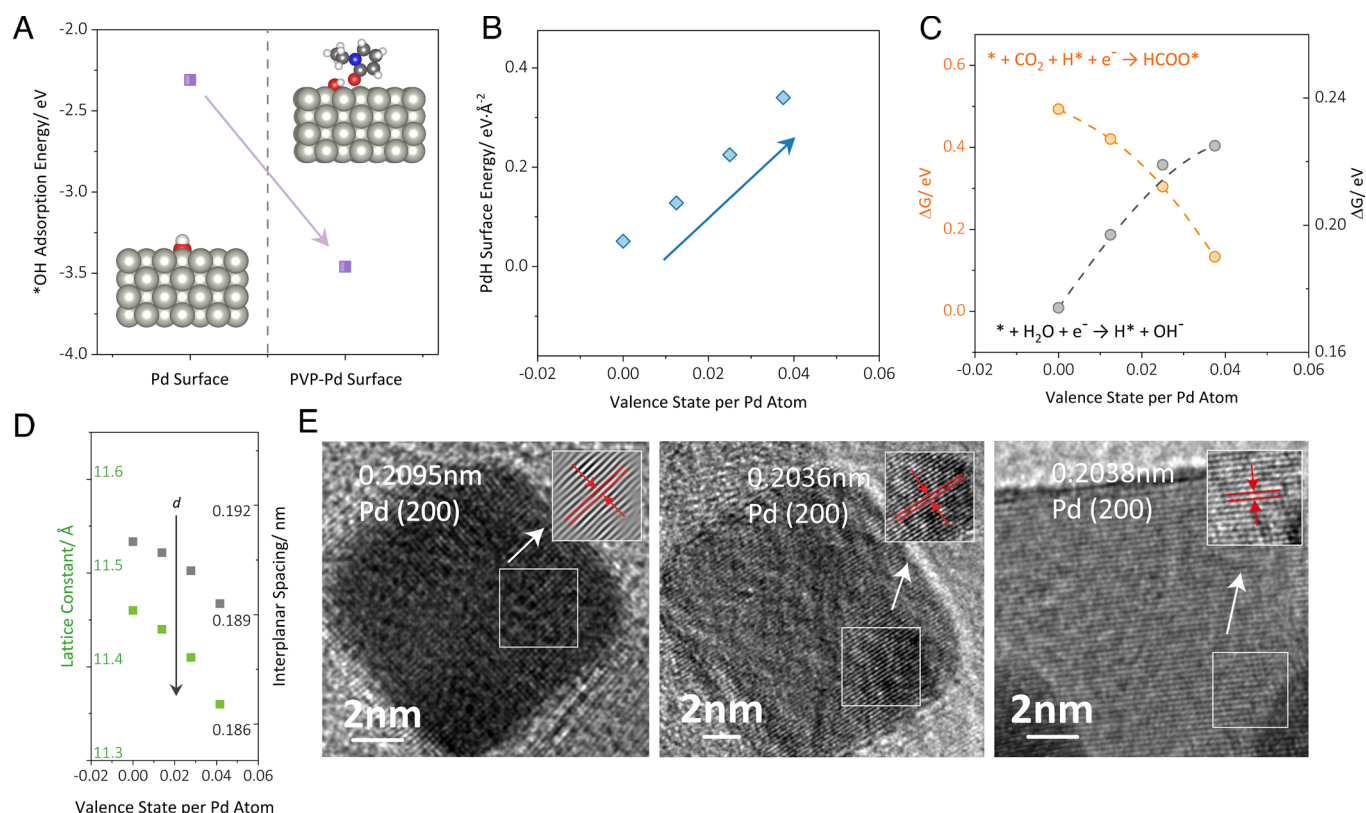 A
-2.0
-2.5
-3.0
-3.5
-4.0
*OH Adsorption Energy/ eV
Pd Surface
PVP-Pd Surface
B
0.4
0.2
0.0
PdH Surface Energy/ eV·Å⁻²
-0.02
0.00
0.02
0.04
0.06
Valence State per Pd Atom
C
* + CO₂ + H* + e⁻ → HCOO*
0.6
0.4
0.2
0.0
ΔG/ eV
0.24
0.20
0.16
ΔG/ eV
* + H₂O + e⁻ → H* + OH⁻
-0.02
0.00
0.02
0.04
0.06
Valence State per Pd Atom
D
11.6
11.5
11.4
11.3
Lattice Constant/ Å
d
0.192
0.189
0.186
Interplanar Spacing/ nm
-0.02
0.00
0.02
0.04
0.06
Valence State per Pd Atom
E
0.2095nm
Pd (200)
2nm
0.2036nm
Pd (200)
2nm
0.2038nm
Pd (200)
2nm